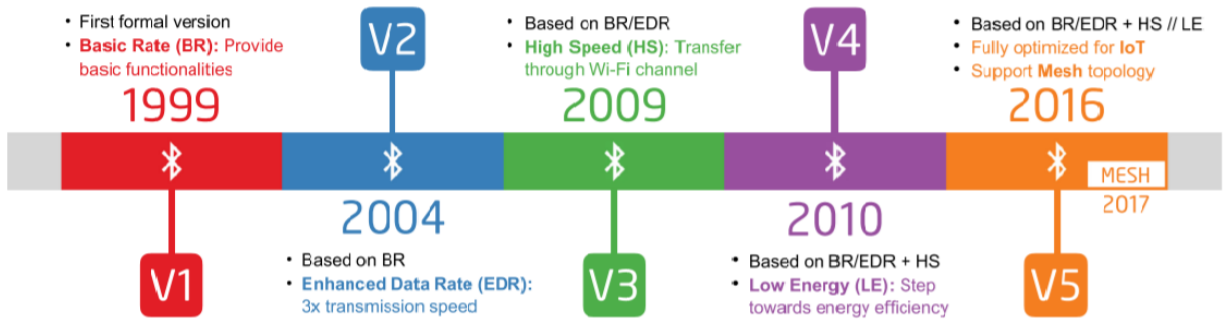 • First formal version
• Basic Rate (BR): Provide
basic functionalities
1999
V1
V2
2004
• Based on BR
• Enhanced Data Rate (EDR):
3x transmission speed
• Based on BR/EDR
• High Speed (HS): Transfer
through Wi-Fi channel
2009
V3
V4
2010
• Based on BR/EDR + HS
• Low Energy (LE): Step
towards energy efficiency
• Based on BR/EDR + HS // LE
• Fully optimized for IoT
• Support Mesh topology
2016
MESH
2017
V5